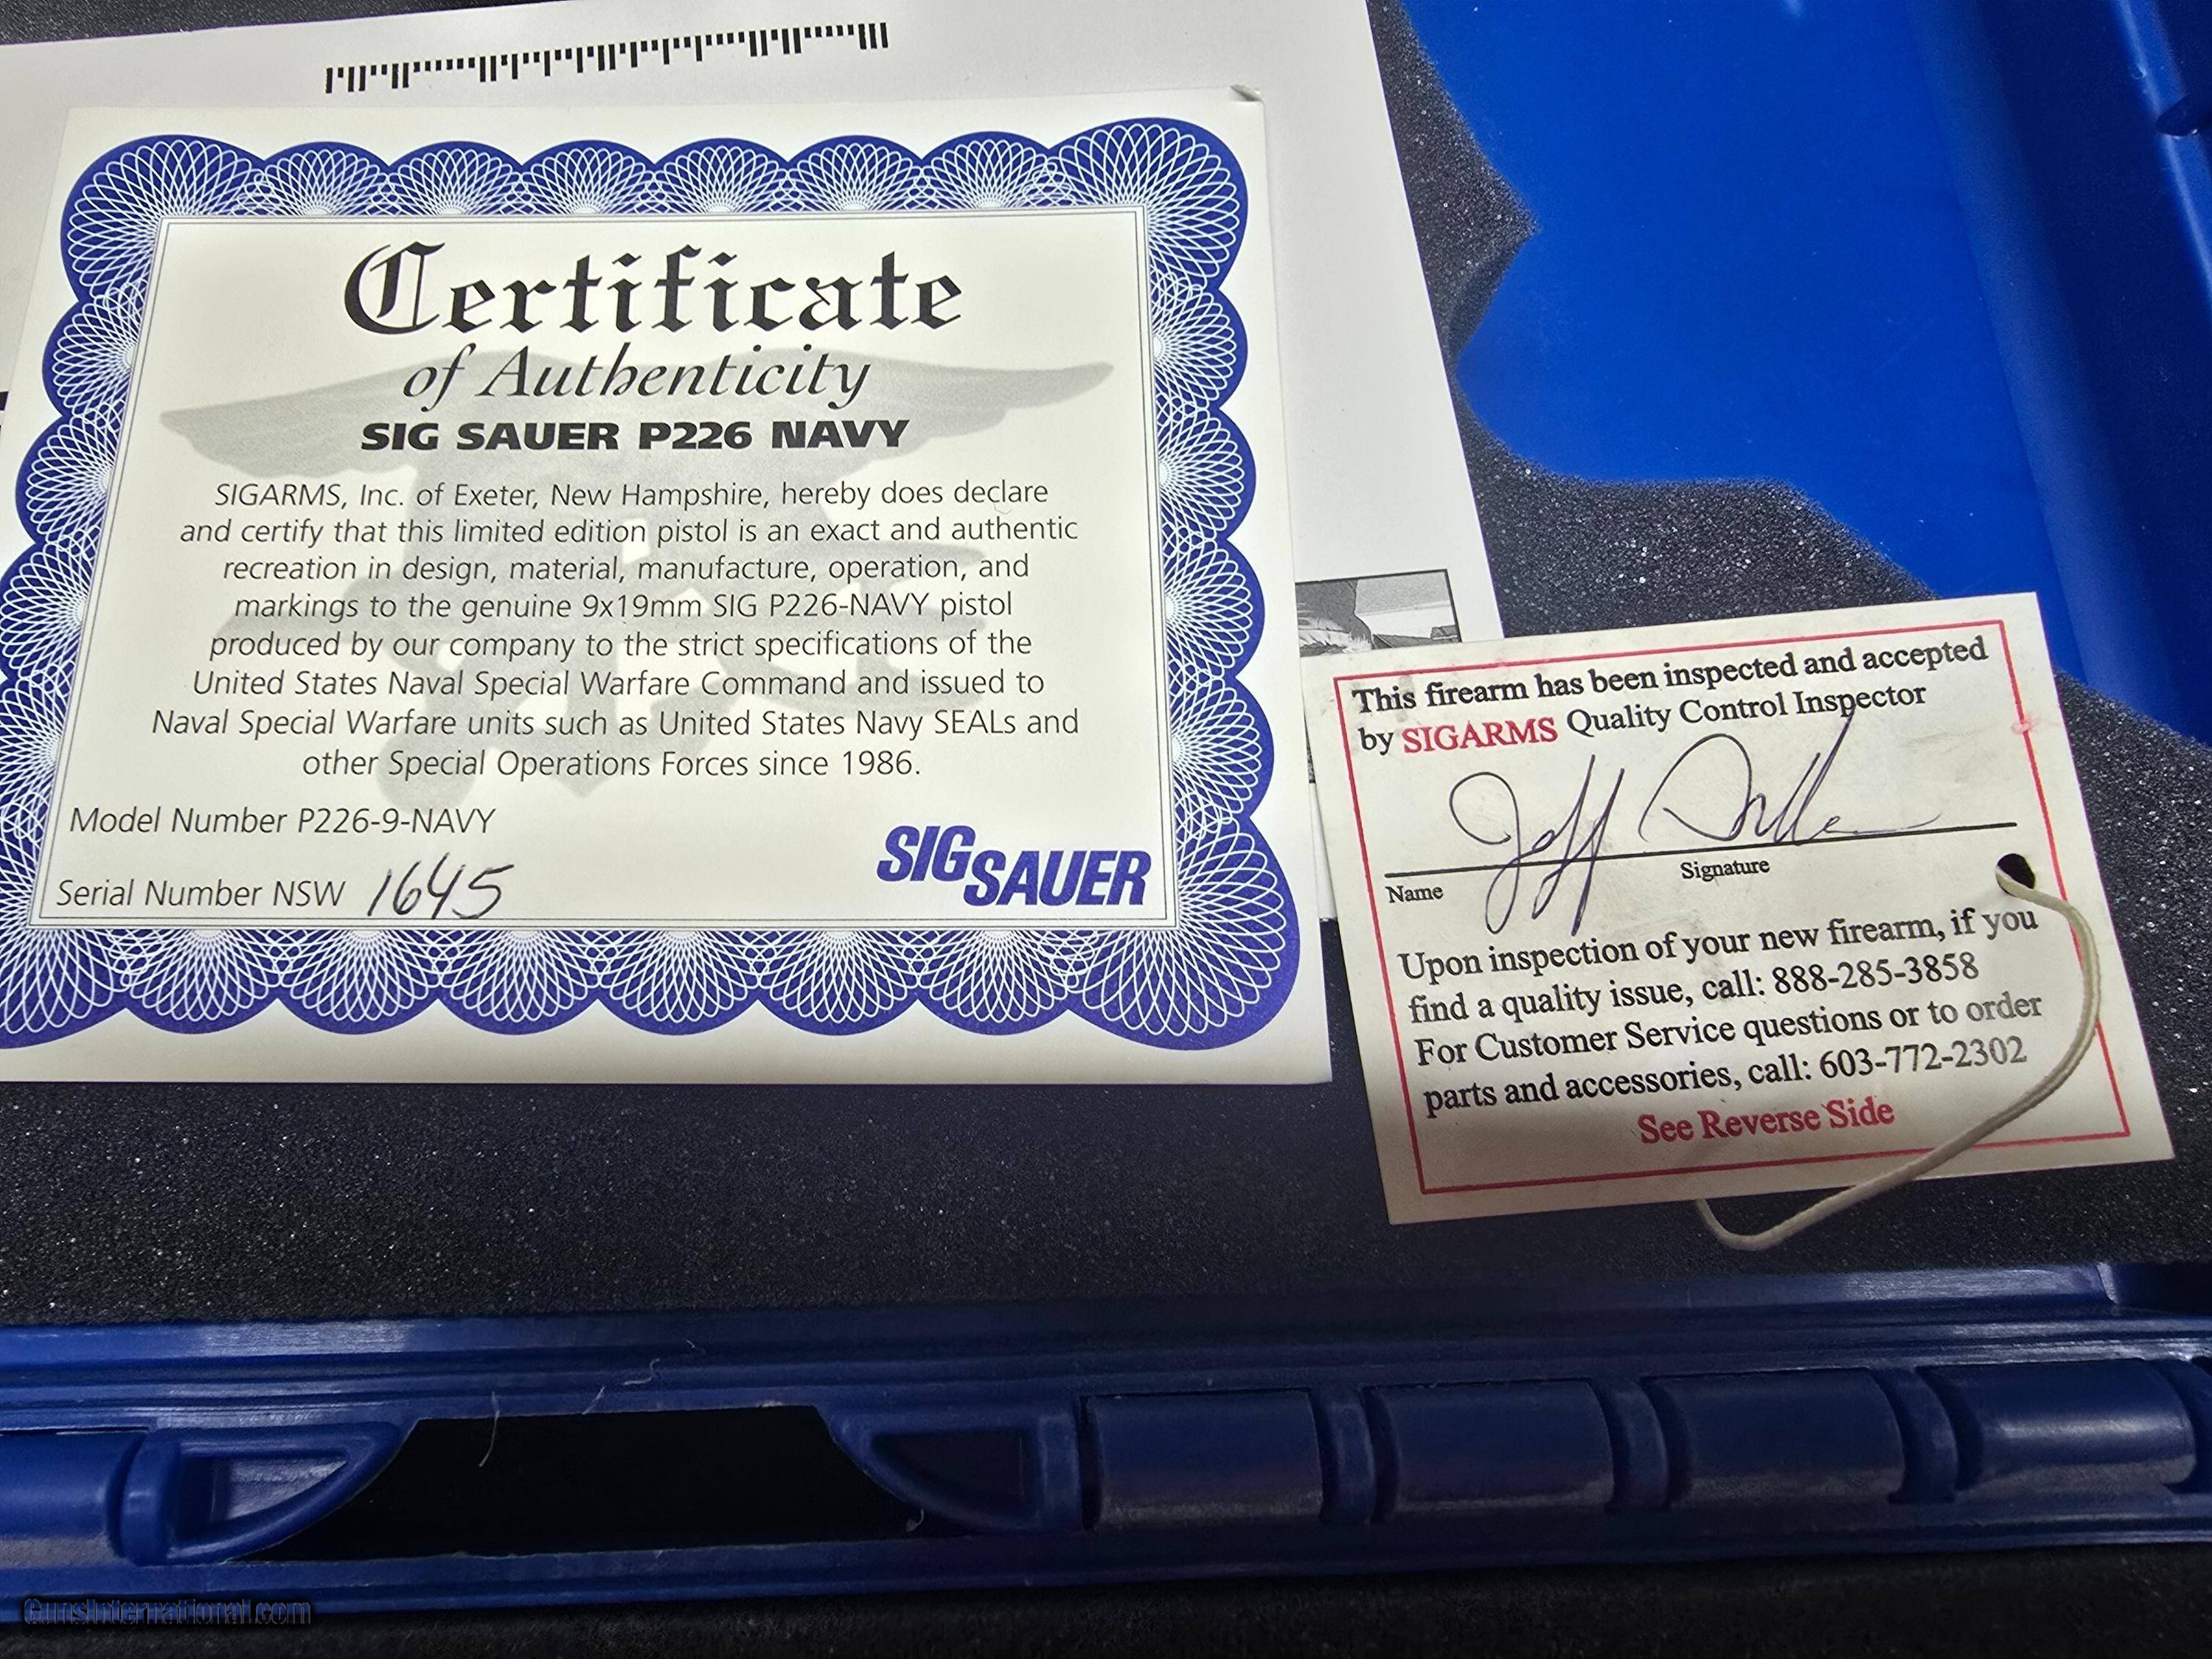 Certificate
of Authenticity
SIG SAUER P226 NAVY
SIGARMS, Inc. of Exeter, New Hampshire, hereby does declare
and certify that this limited edition pistol is an exact and authentic
recreation in design, material, manufacture, operation, and
markings to the genuine 9x19mm SIG P226-NAVY pistol
produced by our company to the strict specifications of the
United States Naval Special Warfare Command and issued to
Naval Special Warfare units such as United States Navy SEALs and
other Special Operations Forces since 1986.
Model Number P226-9-NAVY
Serial Number NSW 1645
SIG SAUER
This firearm has been inspected and accepted
by SIGARMS Quality Control Inspector
Jeff
Name Signature
Upon inspection of your new firearm, if you
find a quality issue, call: 888-285-3858
For Customer Service questions or to order
parts and accessories, call: 603-772-2302
See Reverse Side
GunsInternational.com